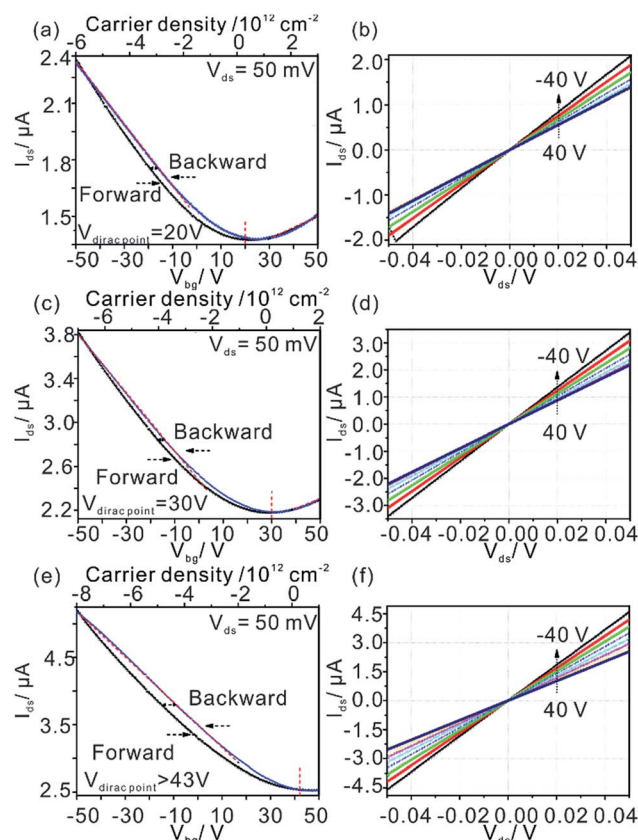 (a)
Carrier density /10¹² cm⁻²
-6 -4 -2 0 2
V_ds = 50 mV
I_ds/ μA
2.4
2.1
1.8
1.5
Backward
Forward
V_dirac point=20V
-50 -30 -10 10 30 50
V_bg/ V
(b)
I_ds/ μA
2.0
1.0
0.0
-1.0
-2.0
-40 V
40 V
-0.04 -0.02 0.00 0.02 0.04
V_ds/ V
(c)
Carrier density /10¹² cm⁻²
-6 -4 -2 0 2
V_ds = 50 mV
I_ds/ μA
3.8
3.4
3.0
2.6
2.2
Backward
Forward
V_dirac point=30V
-50 -30 -10 10 30 50
V_bg/ V
(d)
I_ds/ μA
3.0
2.0
1.0
0.0
-1.0
-2.0
-3.0
-40 V
40 V
-0.04 -0.02 0.00 0.02 0.04
V_ds/ V
(e)
Carrier density /10¹² cm⁻²
-8 -6 -4 -2 0
V_ds = 50 mV
I_ds/ μA
4.5
3.5
2.5
Backward
Forward
V_dirac point>43V
-50 -30 -10 10 30 50
V_bg/ V
(f)
I_ds/ μA
4.5
3.0
1.5
0.0
-1.5
-3.0
-4.5
-40 V
40 V
-0.04 -0.02 0.00 0.02 0.04
V_ds/ V